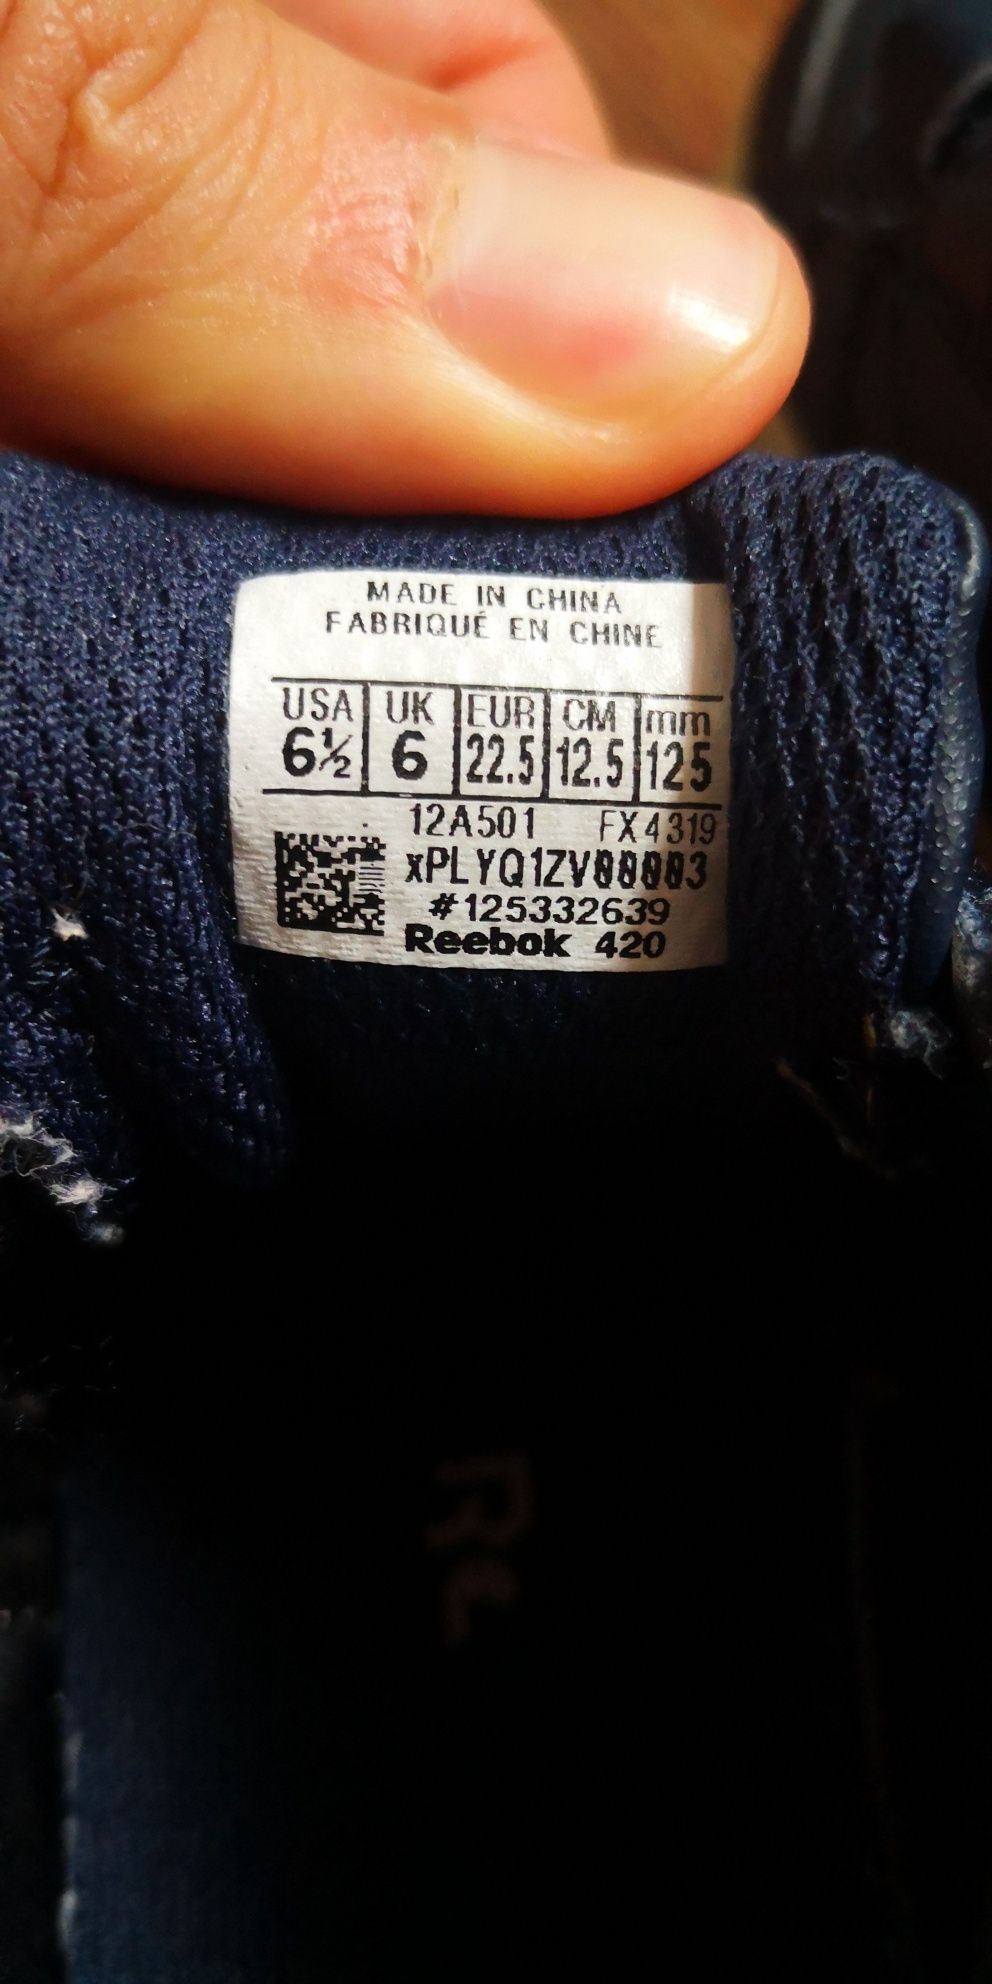 MADE IN CHINA
FABRIQUÉ EN CHINE
USA UK EUR CM mm
6½ 6 22.5 12.5 125
12A501 FX4319
xPLYQ1ZV00003
#125332639
Reebok 420